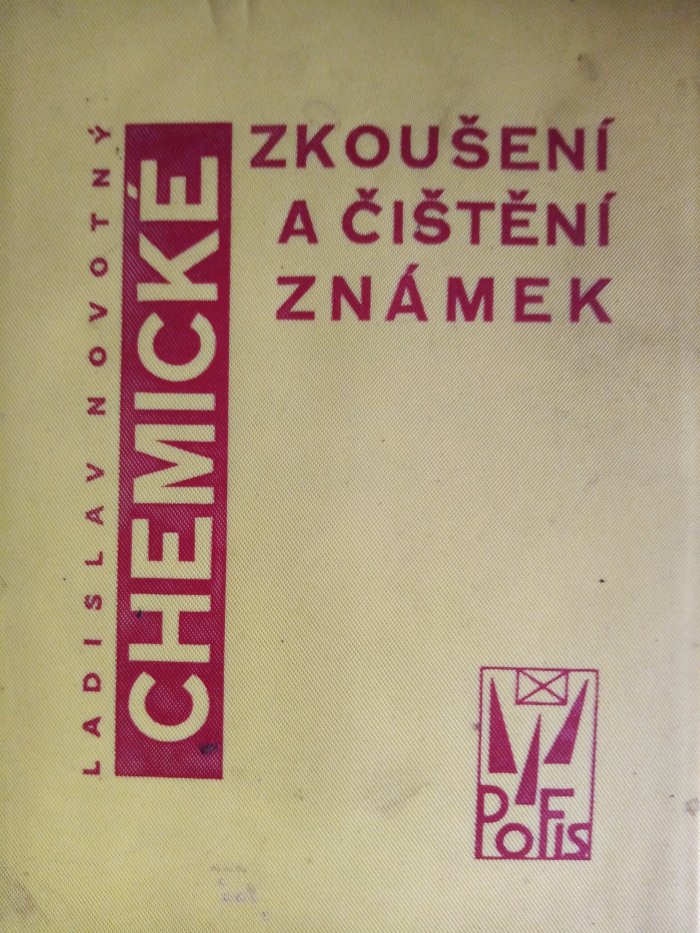 LADISLAV NOVOTNÝ
CHEMICKÉ
ZKOUŠENÍ
A ČIŠTĚNÍ
ZNÁMEK
POFIS